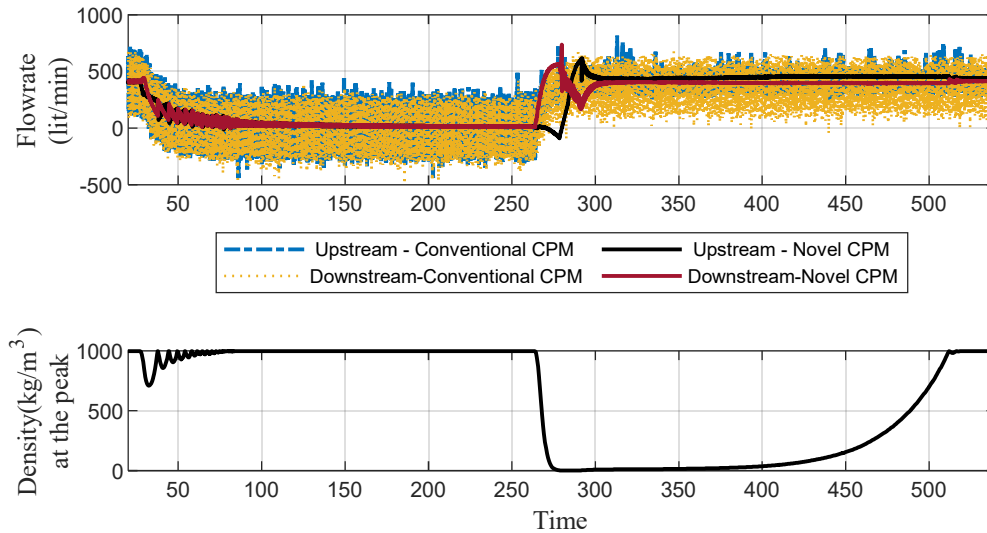 Flowrate
(lit/min)
1000
500
0
-500
50 100 150 200 250 300 350 400 450 500
Upstream - Conventional CPM Upstream - Novel CPM
Downstream-Conventional CPM Downstream-Novel CPM
Density(kg/m³)
at the peak
1000
500
0
50 100 150 200 250 300 350 400 450 500
Time